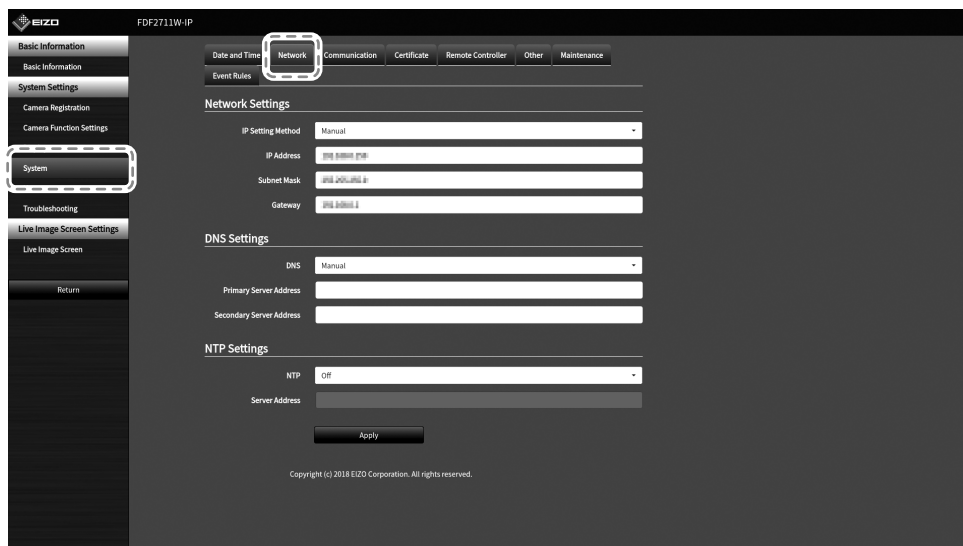 EIZO
FDF2711W-IP
Basic Information
Basic Information
System Settings
Camera Registration
Camera Function Settings
System
Troubleshooting
Live Image Screen Settings
Live Image Screen
Return
Date and Time Network Communication Certificate Remote Controller Other Maintenance
Event Rules
Network Settings
IP Setting Method Manual
IP Address
Subnet Mask
Gateway
DNS Settings
DNS Manual
Primary Server Address
Secondary Server Address
NTP Settings
NTP Off
Server Address
Apply
Copyright (c) 2018 EIZO Corporation. All rights reserved.